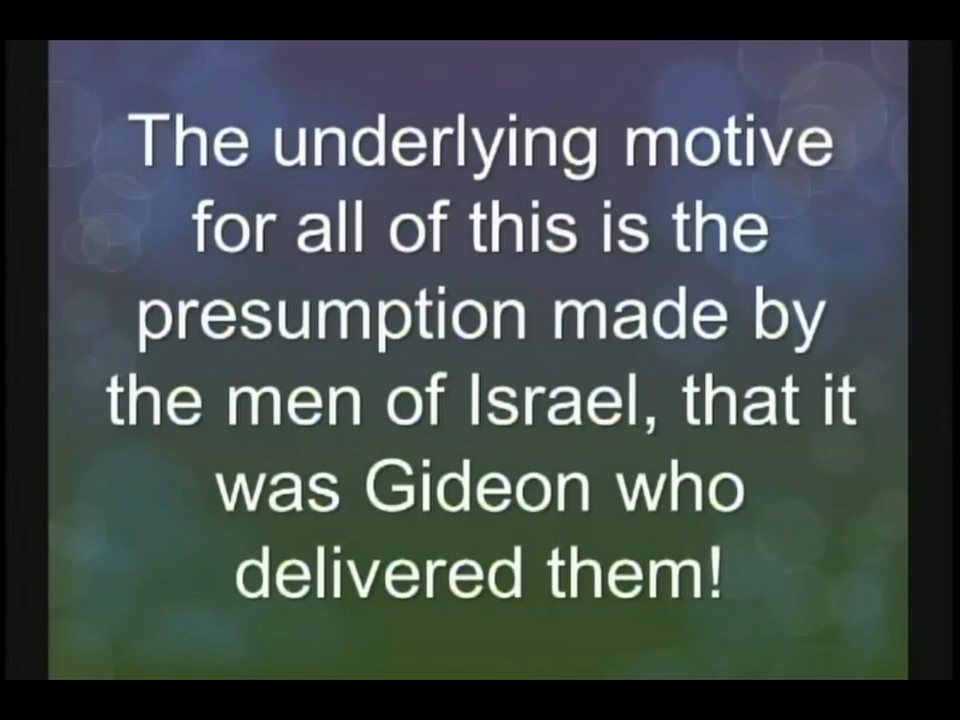 The underlying motive
for all of this is the
presumption made by
the men of Israel, that it
was Gideon who
delivered them!